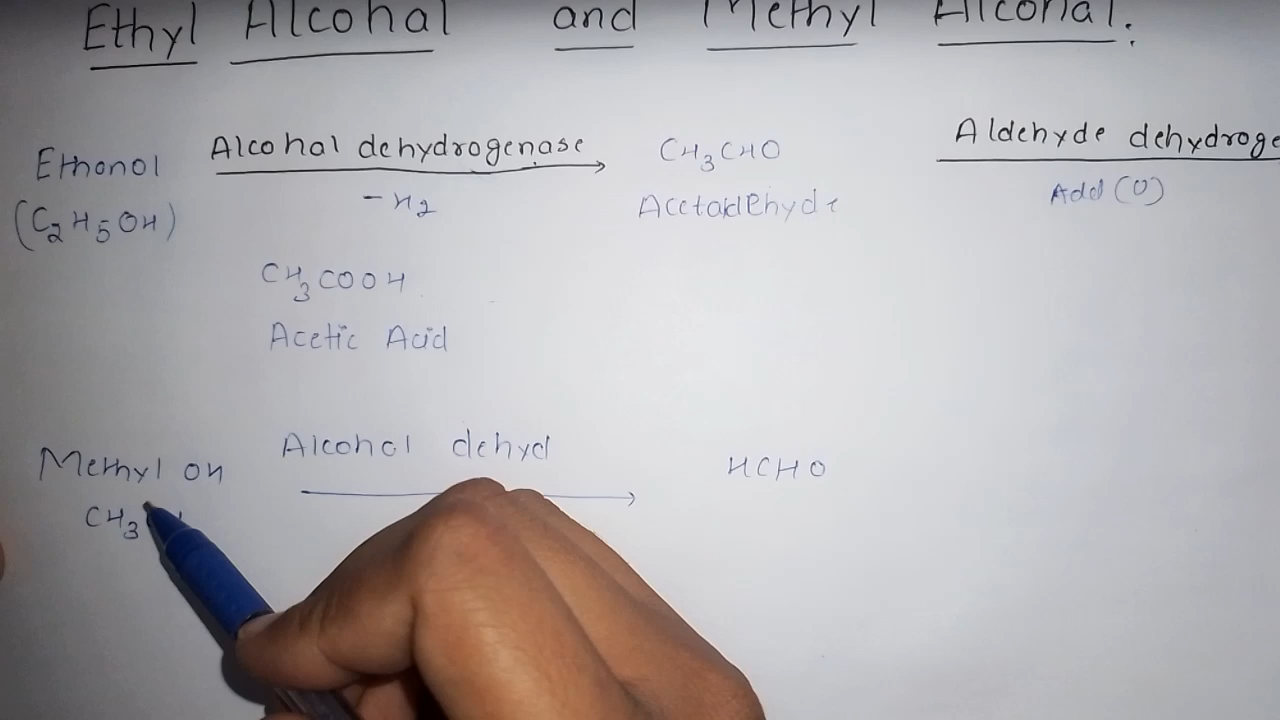 Ethyl Alcohal and Methyl Alcohal.
Ethonol Alcohal dehydrogenase CH3CHO Aldehyde dehydroge
(C2H5OH) -H2 Acetaldehyde Add (O)
CH3COOH
Acetic Acid
Methyl OH Alcohol dehyd HCHO
CH3